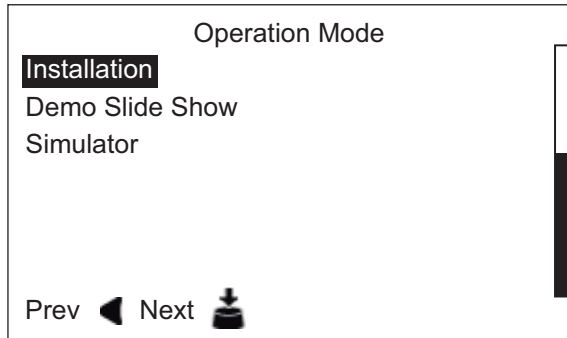 Operation Mode
Installation
Demo Slide Show
Simulator
Prev Next